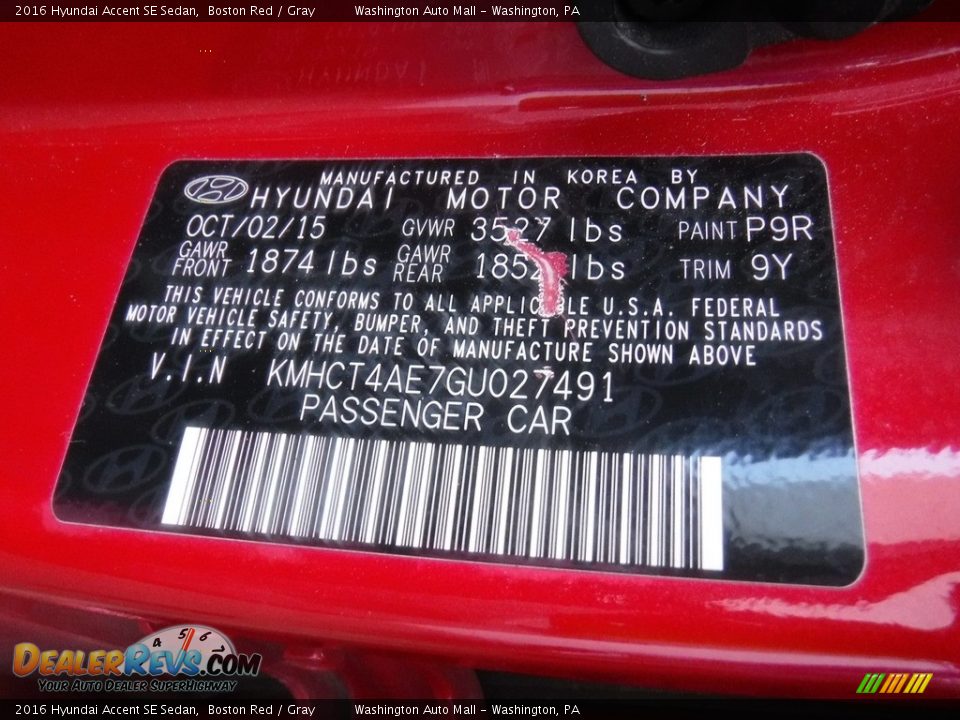 2016 Hyundai Accent SE Sedan, Boston Red / Gray Washington Auto Mall - Washington, PA
MANUFACTURED IN KOREA BY
HYUNDAI MOTOR COMPANY
OCT/02/15 GVWR 3527 lbs PAINT P9R
GAWR FRONT 1874 lbs GAWR REAR lbs TRIM 9Y
THIS VEHICLE CONFORMS TO ALL APPLICABLE U.S.A. FEDERAL
MOTOR VEHICLE SAFETY, BUMPER, AND THEFT PREVENTION STANDARDS
IN EFFECT ON THE DATE OF MANUFACTURE SHOWN ABOVE
V.I.N KMHCT4AE7GU027491
PASSENGER CAR
4 5 6
DEALERREVS.COM
YOUR AUTO DEALER SUPERHIGHWAY
2016 Hyundai Accent SE Sedan, Boston Red / Gray Washington Auto Mall - Washington, PA